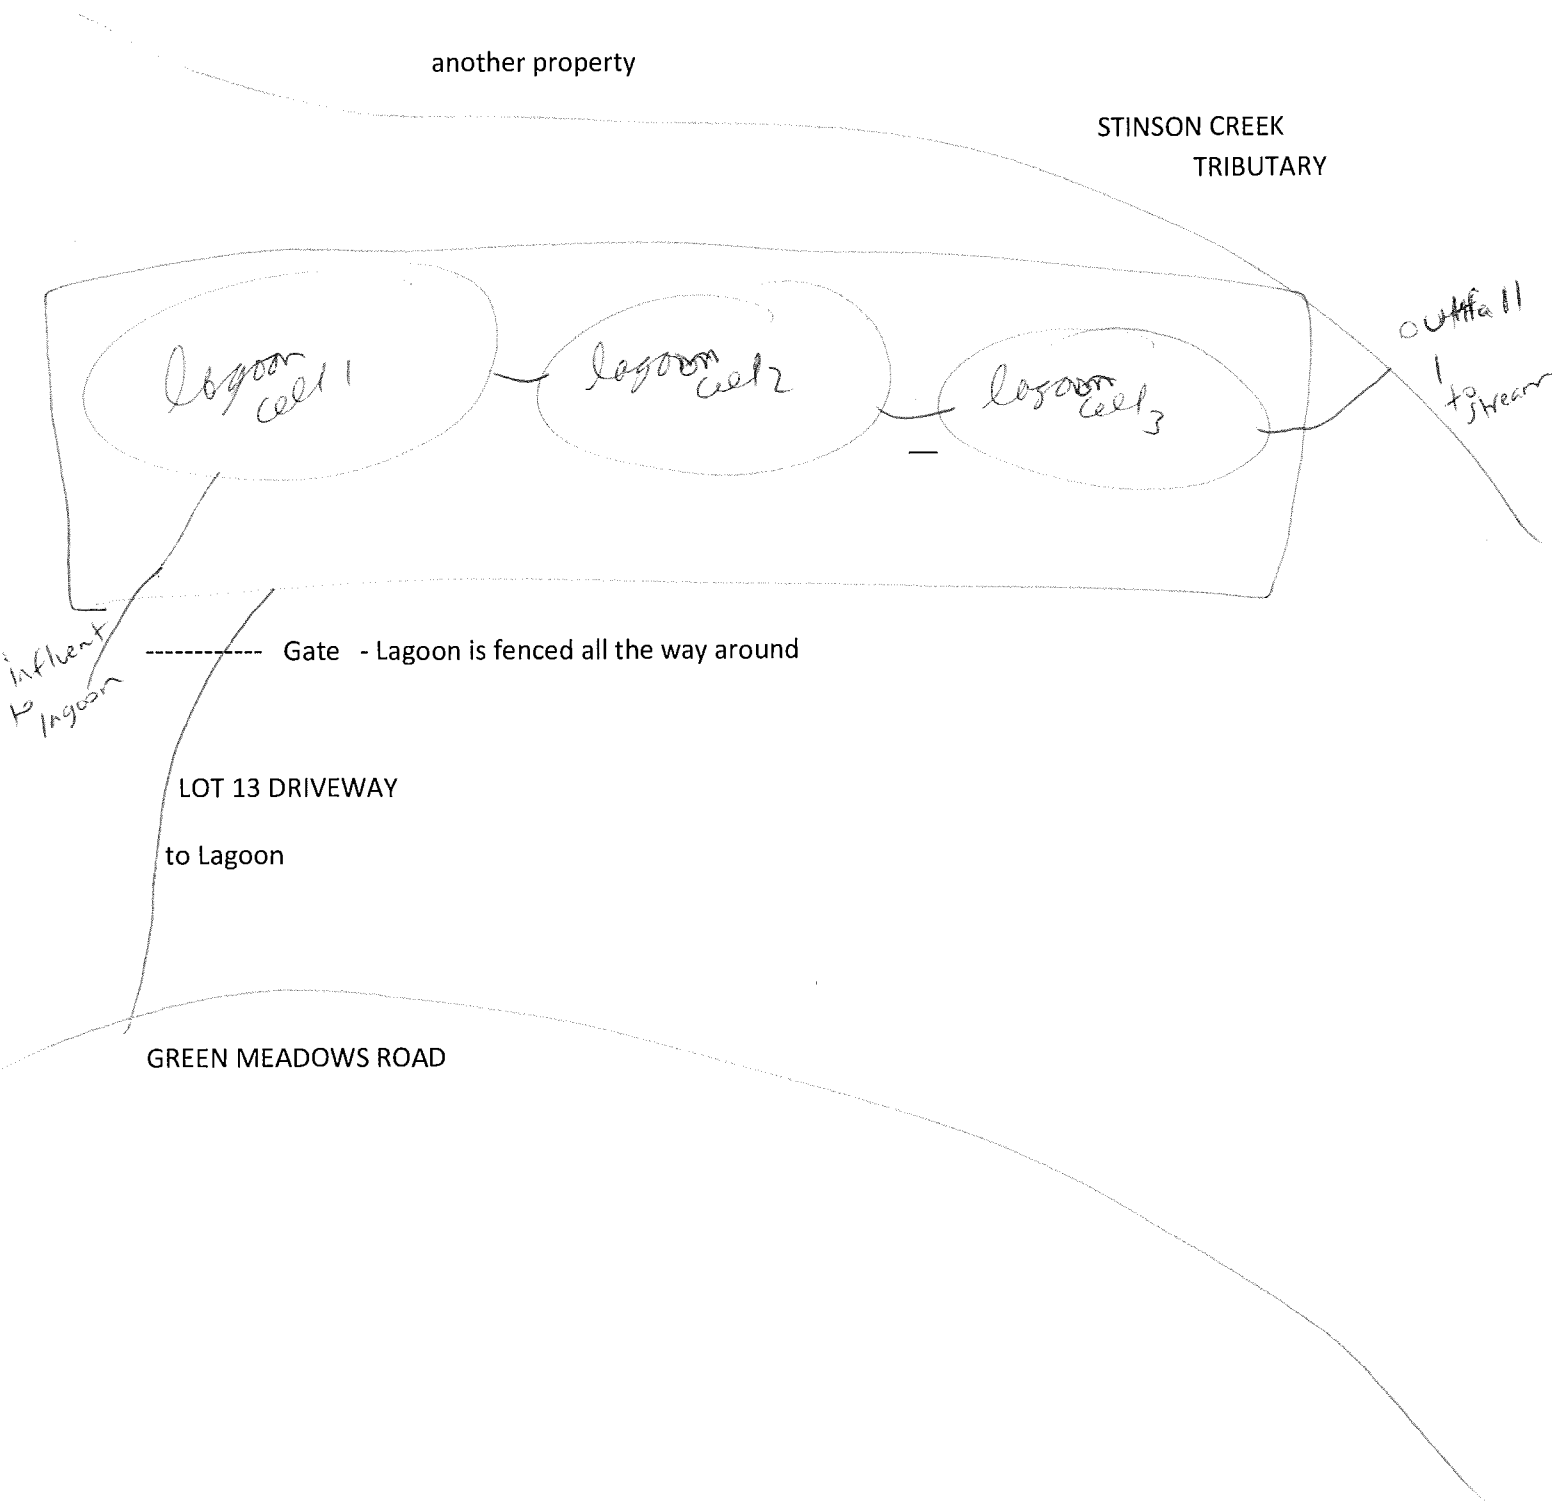 another property
STINSON CREEK
TRIBUTARY
outfall
1
to
stream
lagoon
cell 1
lagoon
cell 2
lagoon
cell 3
influent
to
lagoon
------------ Gate - Lagoon is fenced all the way around
LOT 13 DRIVEWAY
to Lagoon
GREEN MEADOWS ROAD